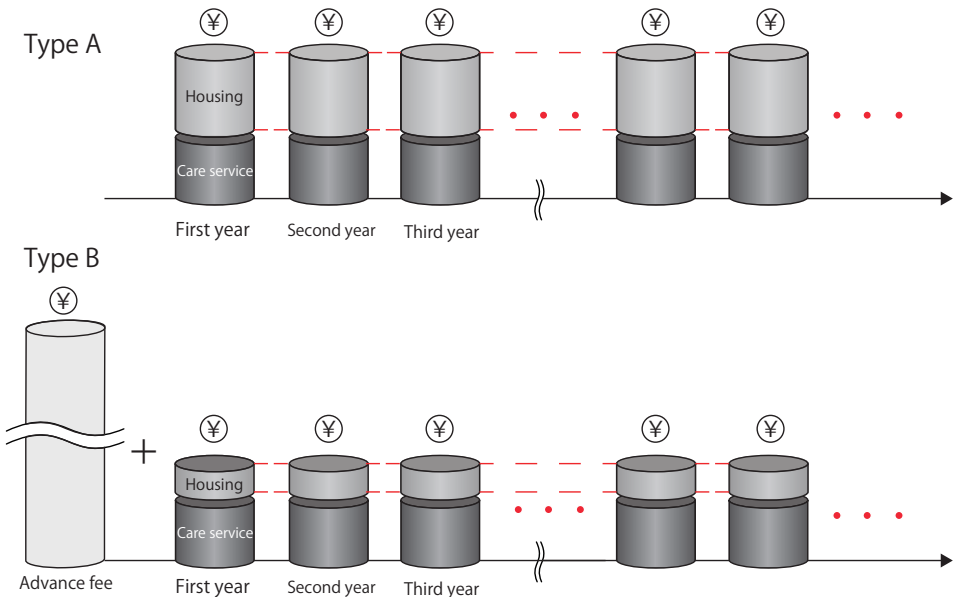 ¥ ¥ ¥ ¥ ¥
Type A
Housing
Care service
First year Second year Third year
Type B
¥
¥ ¥ ¥ ¥ ¥
+
Housing
Care service
Advance fee First year Second year Third year